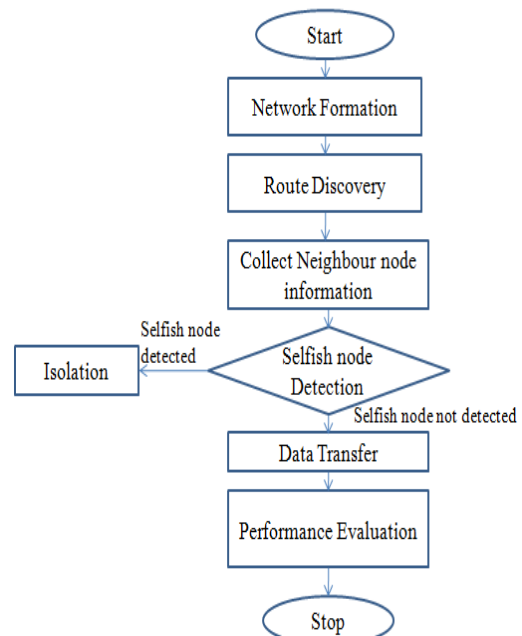 Start
Network Formation
Route Discovery
Collect Neighbour node
information
Selfish node
detected
Isolation
Selfish node
Detection
Selfish node not detected
Data Transfer
Performance Evaluation
Stop